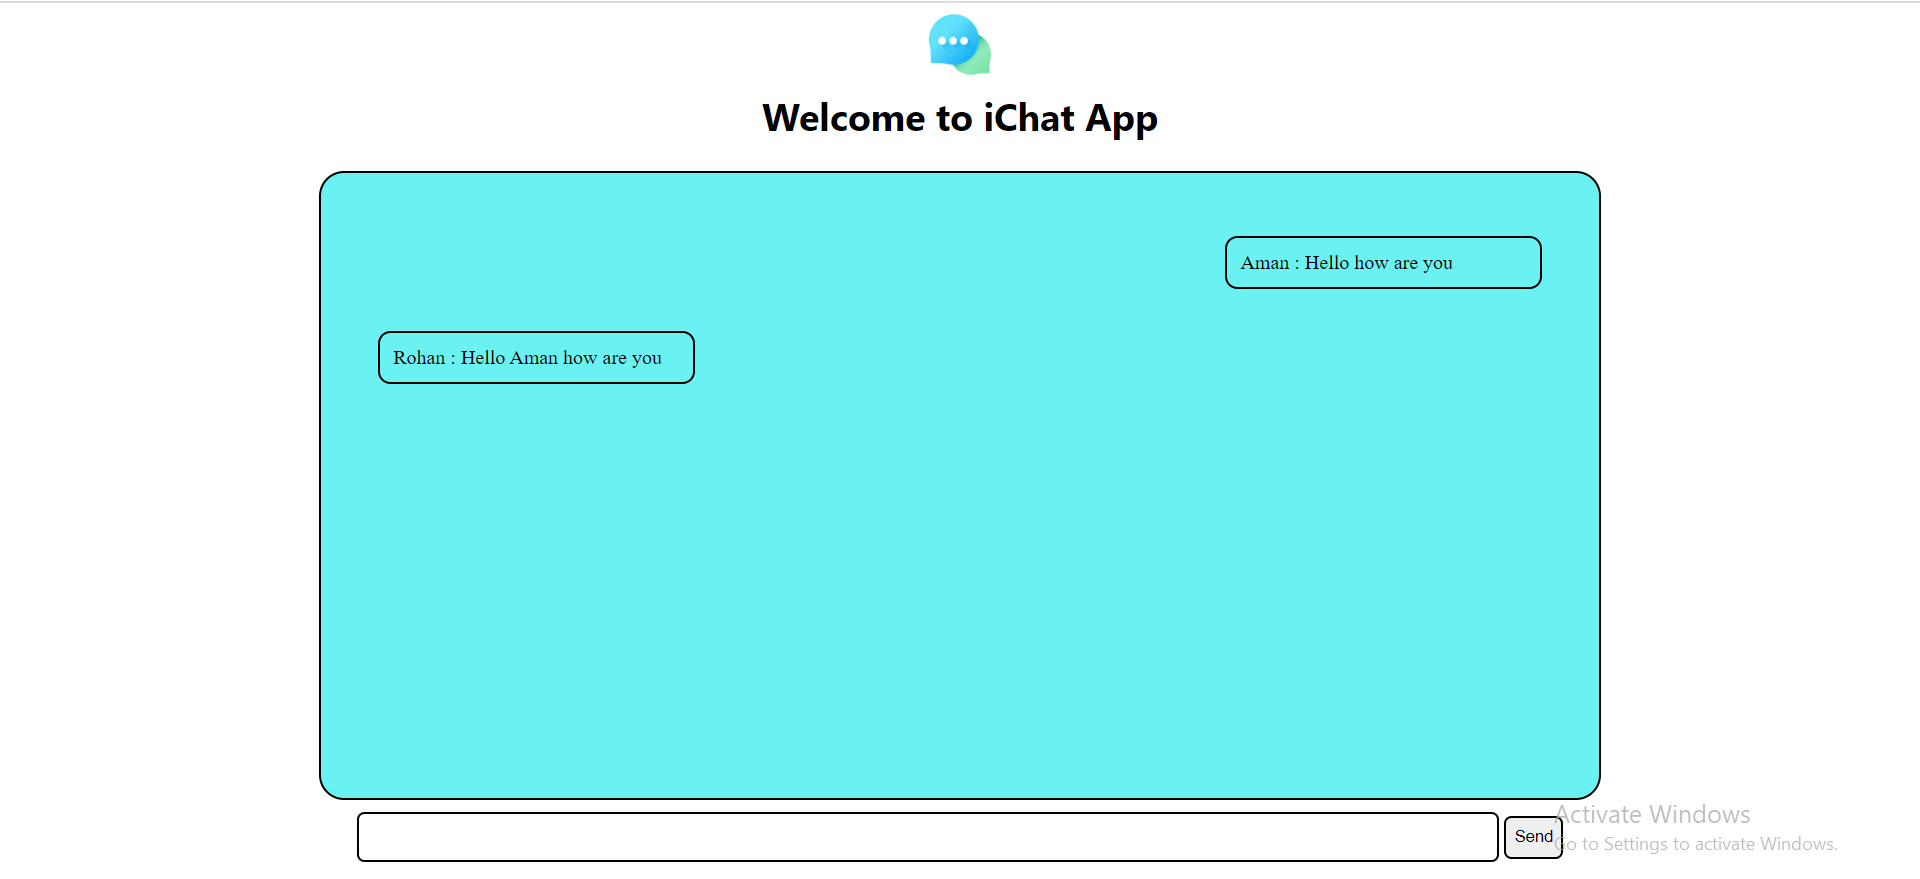 Welcome to iChat App
Aman : Hello how are you
Rohan : Hello Aman how are you
Send
Activate Windows
Go to Settings to activate Windows.